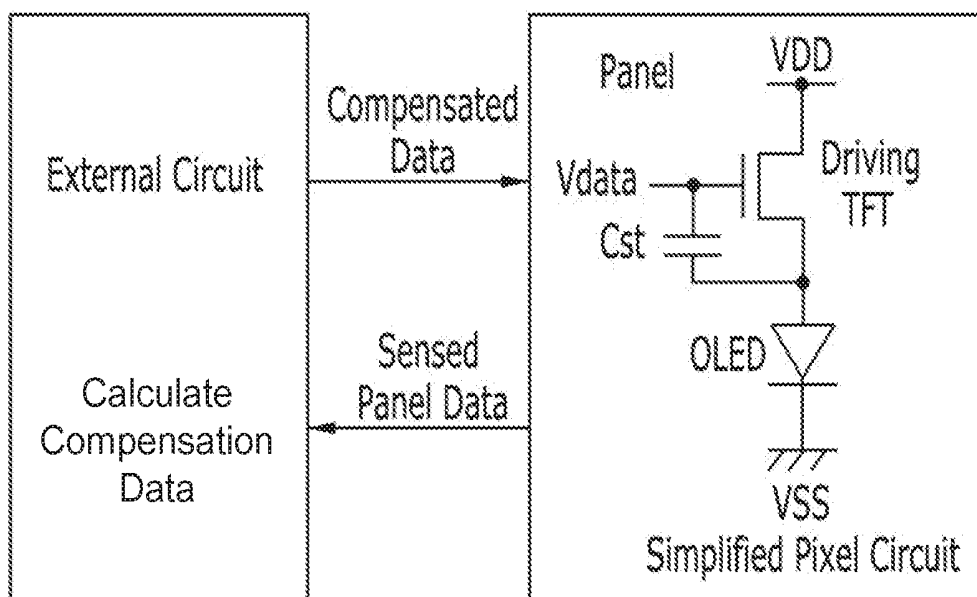 External Circuit
Calculate
Compensation
Data
Compensated
Data
Sensed
Panel Data
Panel
VDD
Vdata
Driving
TFT
Cst
OLED
VSS
Simplified Pixel Circuit